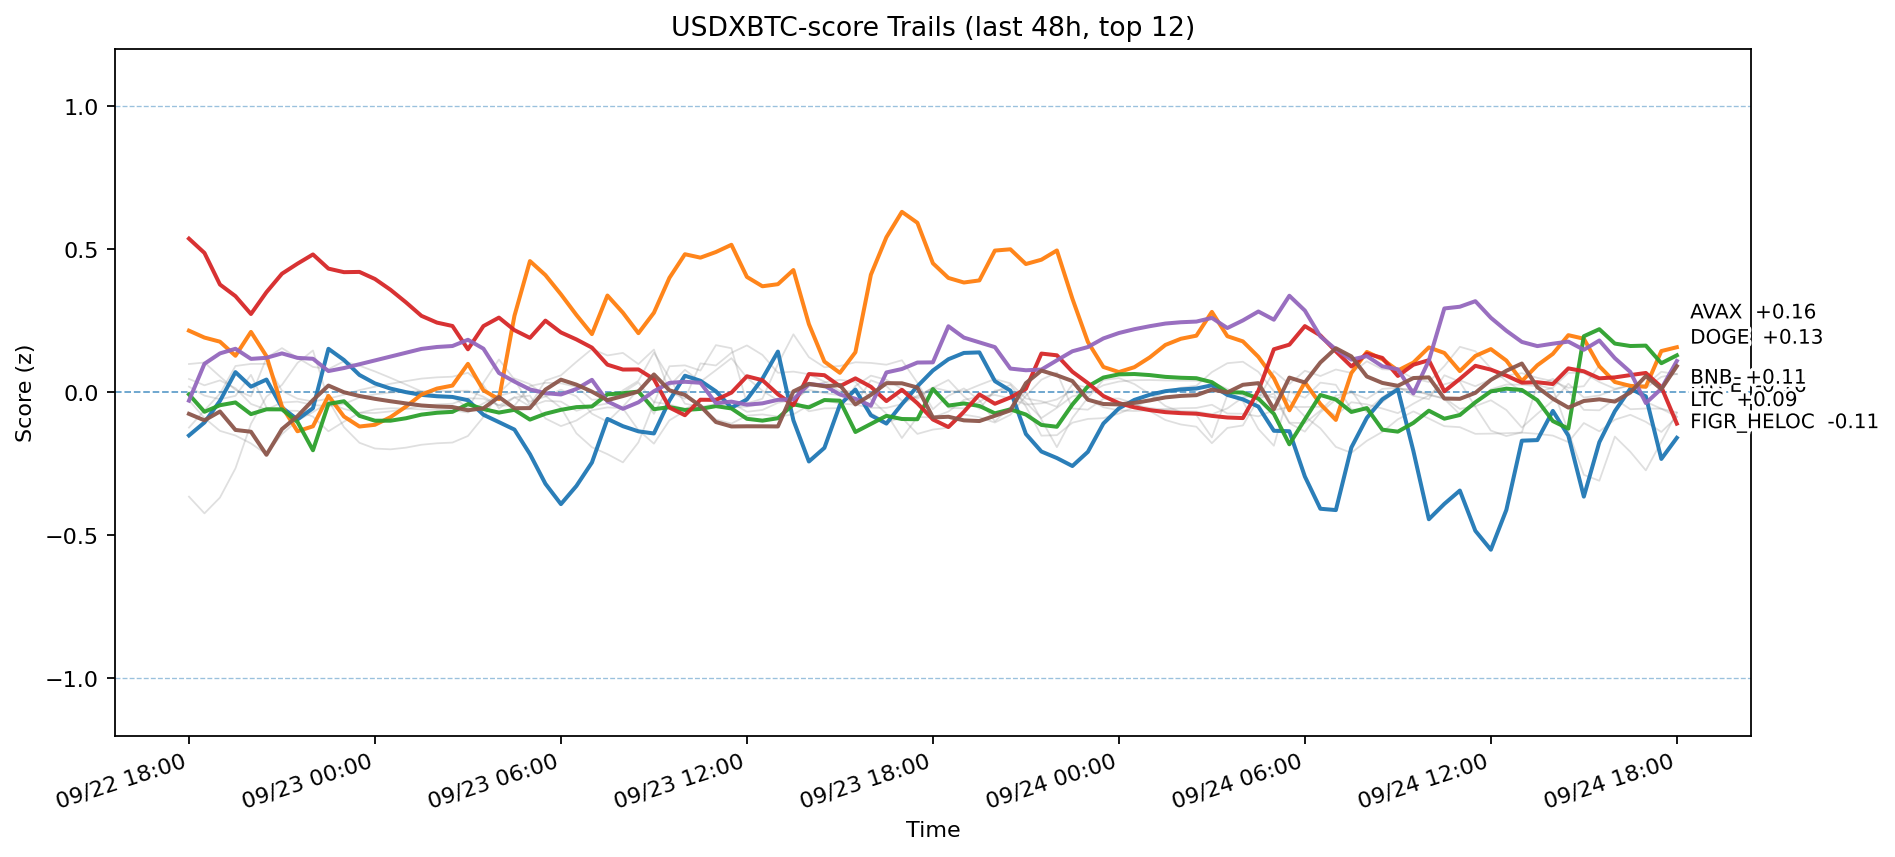 USDXBTC-score Trails (last 48h, top 12)
Score (z)
1.0
0.5
0.0
−0.5
−1.0
AVAX +0.16
DOGE +0.13
BNB +0.11
LTC +0.09
FIGR_HELOC -0.11
09/22 18:00
09/23 00:00
09/23 06:00
09/23 12:00
09/23 18:00
09/24 00:00
09/24 06:00
09/24 12:00
09/24 18:00
Time